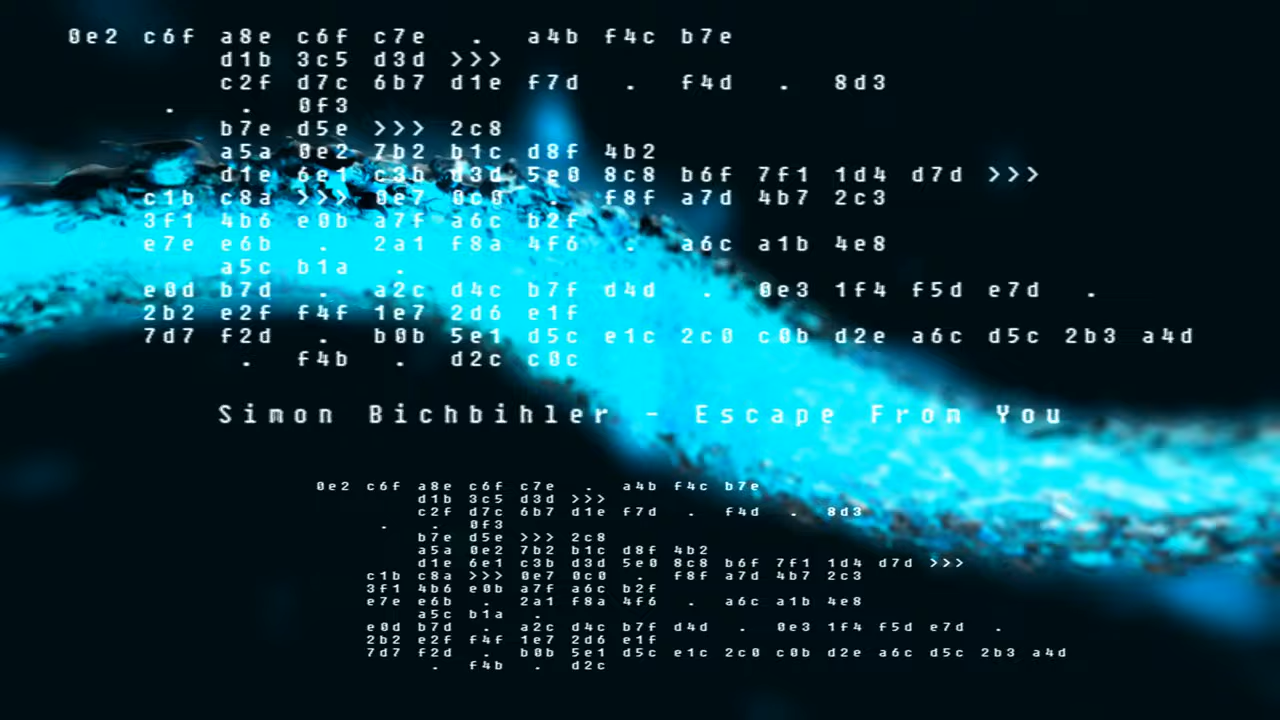 0e2 c6f a8e c6f c7e . a4b f4c b7e
d1b 3c5 d3d >>>
c2f d7c 6b7 d1e f7d . f4d . 8d3
. . 0f3
b7e d5e >>> 2c8
a5a 0e2 7b2 b1c d8f 4b2
d1e 6e1 c3b d3d 5e0 8c8 b6f 7f1 1d4 d7d >>>
c1b c8a >>> 0e7 0c0 . f8f a7d 4b7 2c3
3f1 4b6 e0b a7f a6c b2f
e7e e6b . 2a1 f8a 4f6 . a6c a1b 4e8
a5c b1a .
e0d b7d . a2c d4c b7f d4d . 0e3 1f4 f5d e7d .
2b2 e2f f4f 1e7 2d6 e1f
7d7 f2d . b0b 5e1 d5c e1c 2c0 c0b d2e a6c d5c 2b3 a4d
. f4b . d2c c0c
Simon Bichbihler - Escape From You
0e2 c6f a8e c6f c7e . a4b f4c b7e
d1b 3c5 d3d >>>
c2f d7c 6b7 d1e f7d . f4d . 8d3
. . 0f3
b7e d5e >>> 2c8
a5a 0e2 7b2 b1c d8f 4b2
d1e 6e1 c3b d3d 5e0 8c8 b6f 7f1 1d4 d7d >>>
c1b c8a >>> 0e7 0c0 . f8f a7d 4b7 2c3
3f1 4b6 e0b a7f a6c b2f
e7e e6b . 2a1 f8a 4f6 . a6c a1b 4e8
a5c b1a .
e0d b7d . a2c d4c b7f d4d . 0e3 1f4 f5d e7d .
2b2 e2f f4f 1e7 2d6 e1f
7d7 f2d . b0b 5e1 d5c e1c 2c0 c0b d2e a6c d5c 2b3 a4d
. f4b . d2c